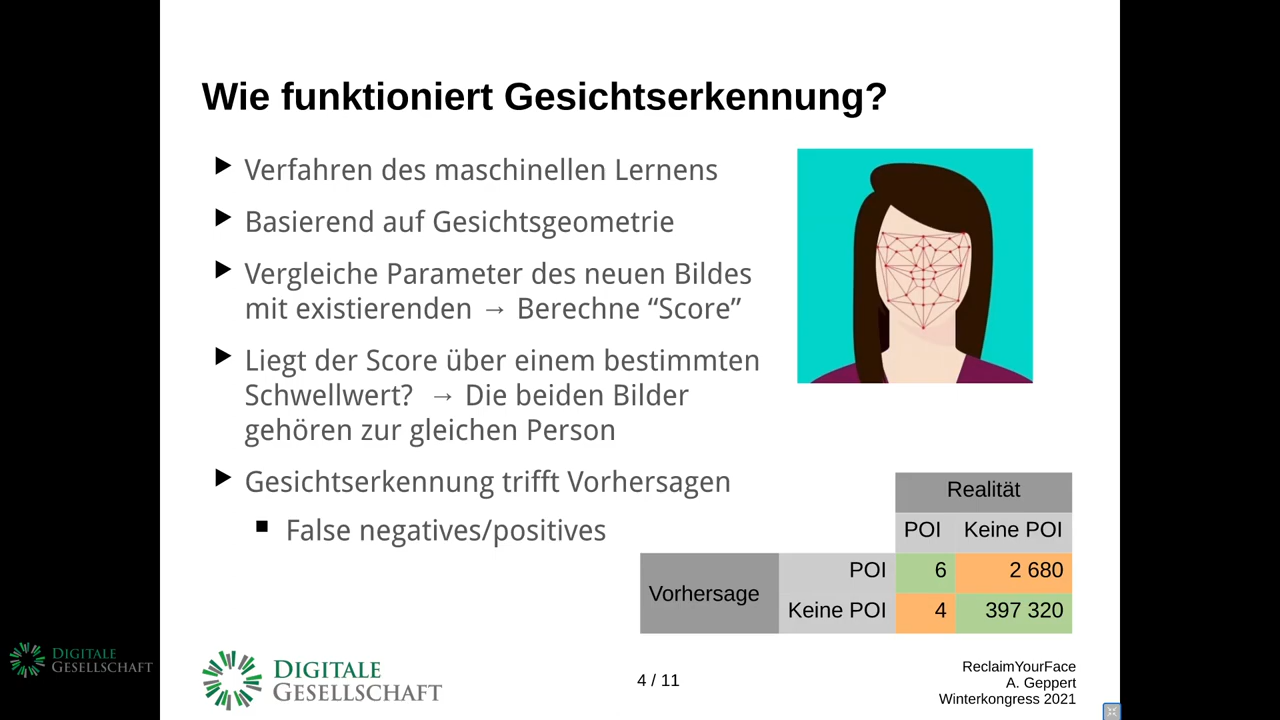 Wie funktioniert Gesichtserkennung?
Verfahren des maschinellen Lernens
Basierend auf Gesichtsgeometrie
Vergleiche Parameter des neuen Bildes
mit existierenden → Berechne “Score”
Liegt der Score über einem bestimmten
Schwellwert? → Die beiden Bilder
gehören zur gleichen Person
Gesichtserkennung trifft Vorhersagen
False negatives/positives
Realität
POI Keine POI
Vorhersage
POI 6 2 680
Keine POI 4 397 320
DIGITALE
GESELLSCHAFT
DIGITALE
GESELLSCHAFT
4 / 11
ReclaimYourFace
A. Geppert
Winterkongress 2021